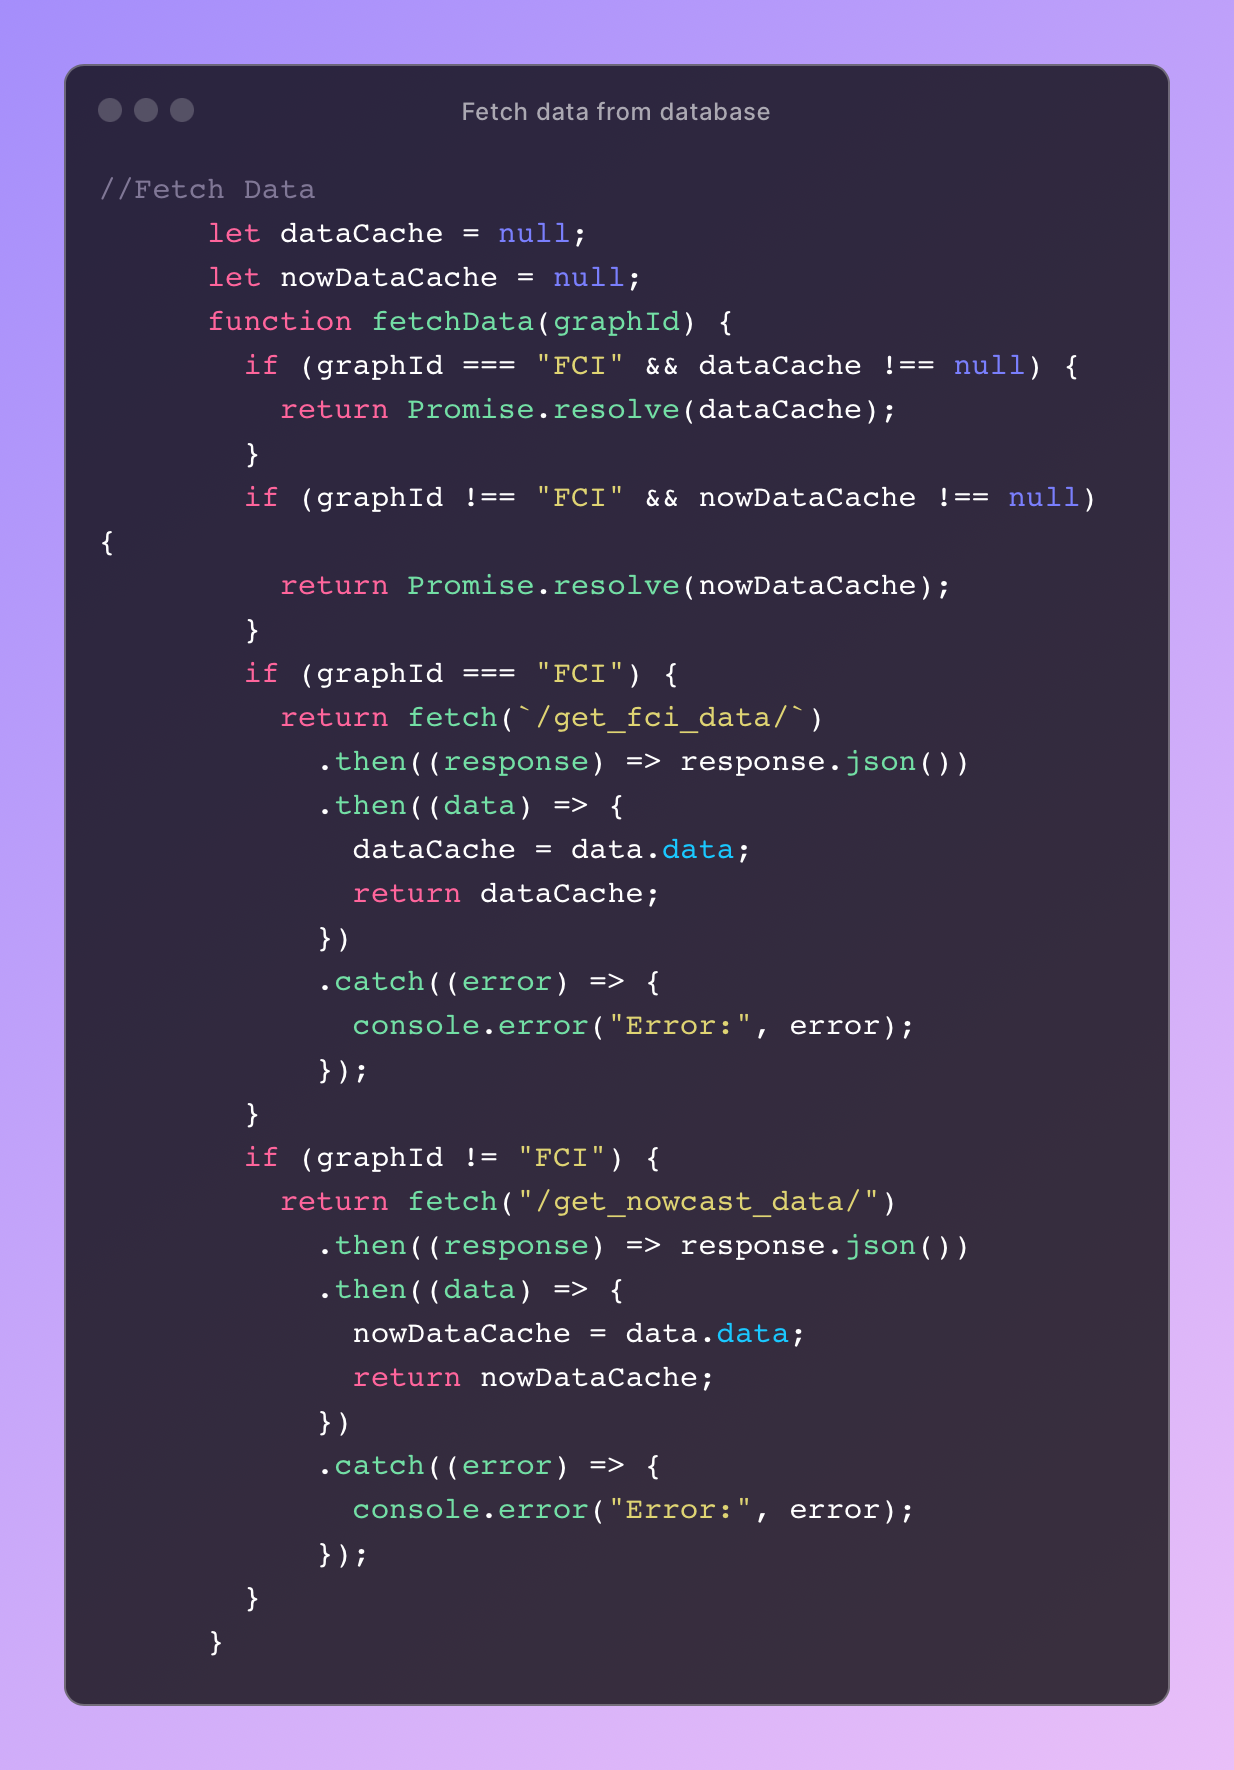 Fetch data from database
//Fetch Data
      let dataCache = null;
      let nowDataCache = null;
      function fetchData(graphId) {
        if (graphId === "FCI" && dataCache !== null) {
          return Promise.resolve(dataCache);
        }
        if (graphId !== "FCI" && nowDataCache !== null)
{
          return Promise.resolve(nowDataCache);
        }
        if (graphId === "FCI") {
          return fetch(`/get_fci_data/`)
            .then((response) => response.json())
            .then((data) => {
              dataCache = data.data;
              return dataCache;
            })
            .catch((error) => {
              console.error("Error:", error);
            });
        }
        if (graphId != "FCI") {
          return fetch("/get_nowcast_data/")
            .then((response) => response.json())
            .then((data) => {
              nowDataCache = data.data;
              return nowDataCache;
            })
            .catch((error) => {
              console.error("Error:", error);
            });
        }
      }